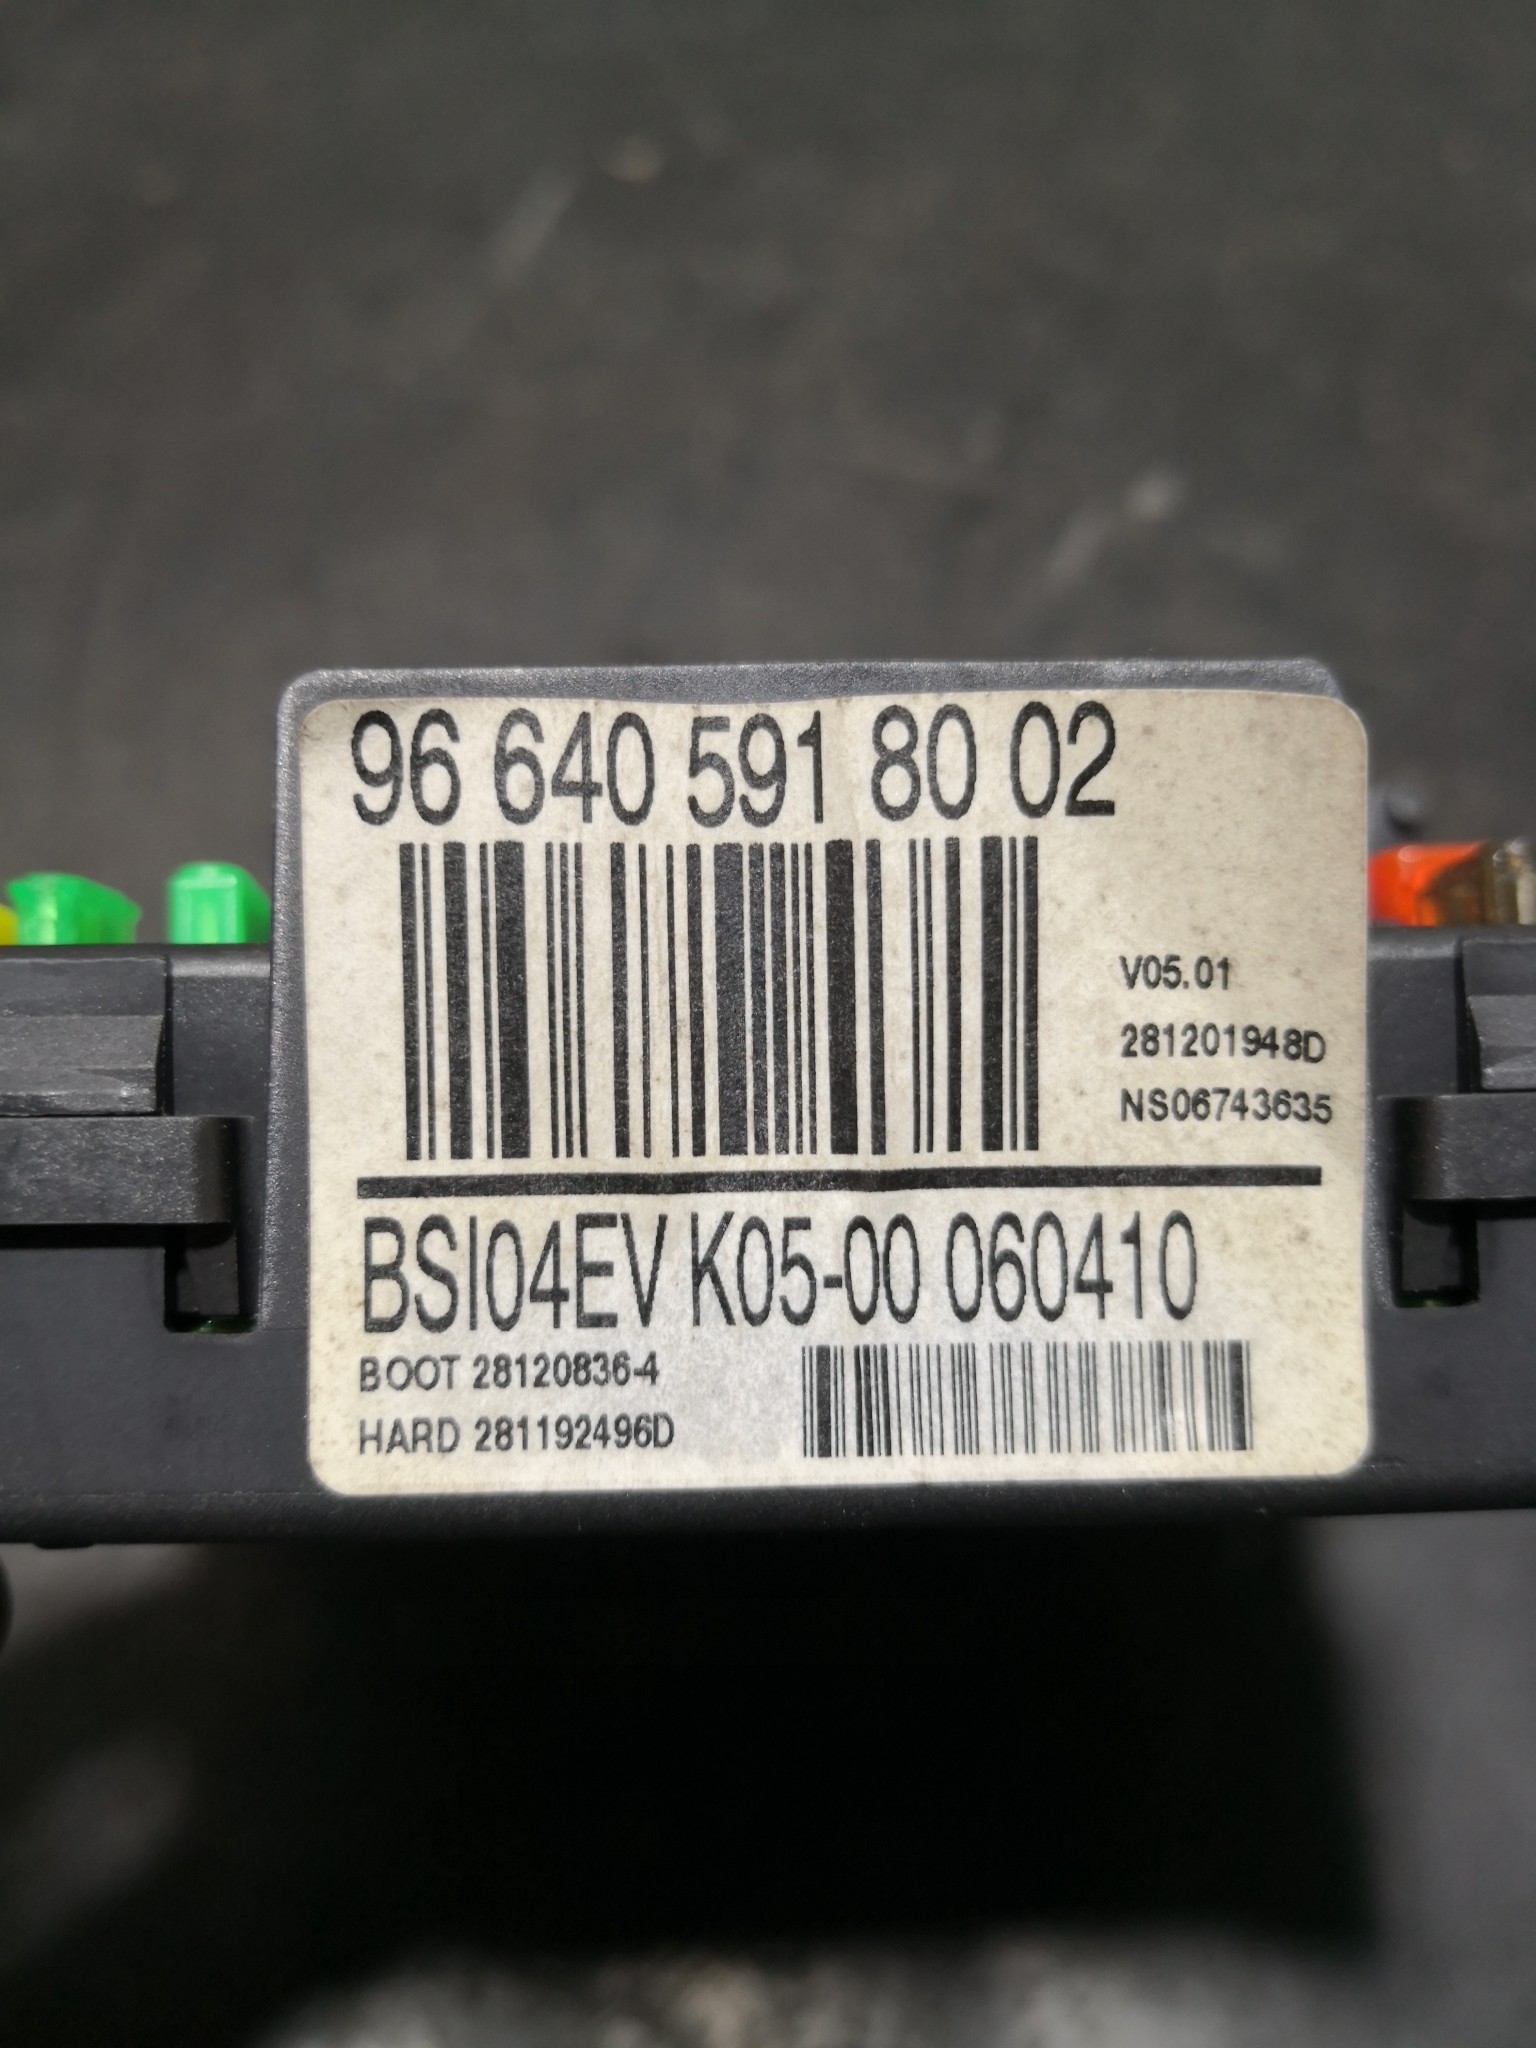 96 640 591 80 02
V05.01
281201948D
NS06743635
BSI04EV K05-00 060410
BOOT 28120836-4
HARD 281192496D